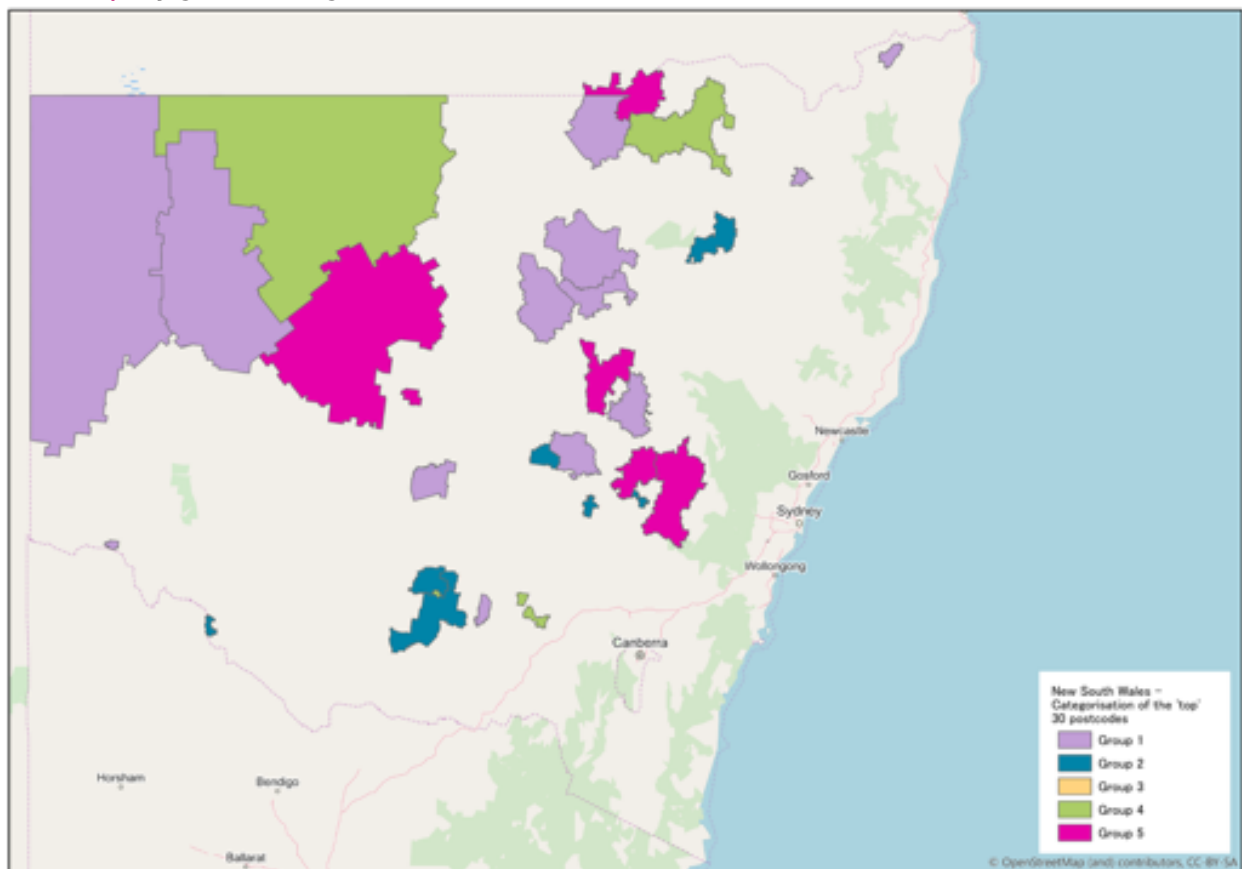 Newcastle
Gosford
Sydney
Wollongong
Canberra
New South Wales -
Categorisation of the 'top'
30 postcodes
Group 1
Group 2
Group 3
Group 4
Group 5
Horsham
Bendigo
Ballarat
© OpenStreetMap (and) contributors, CC-BY-SA